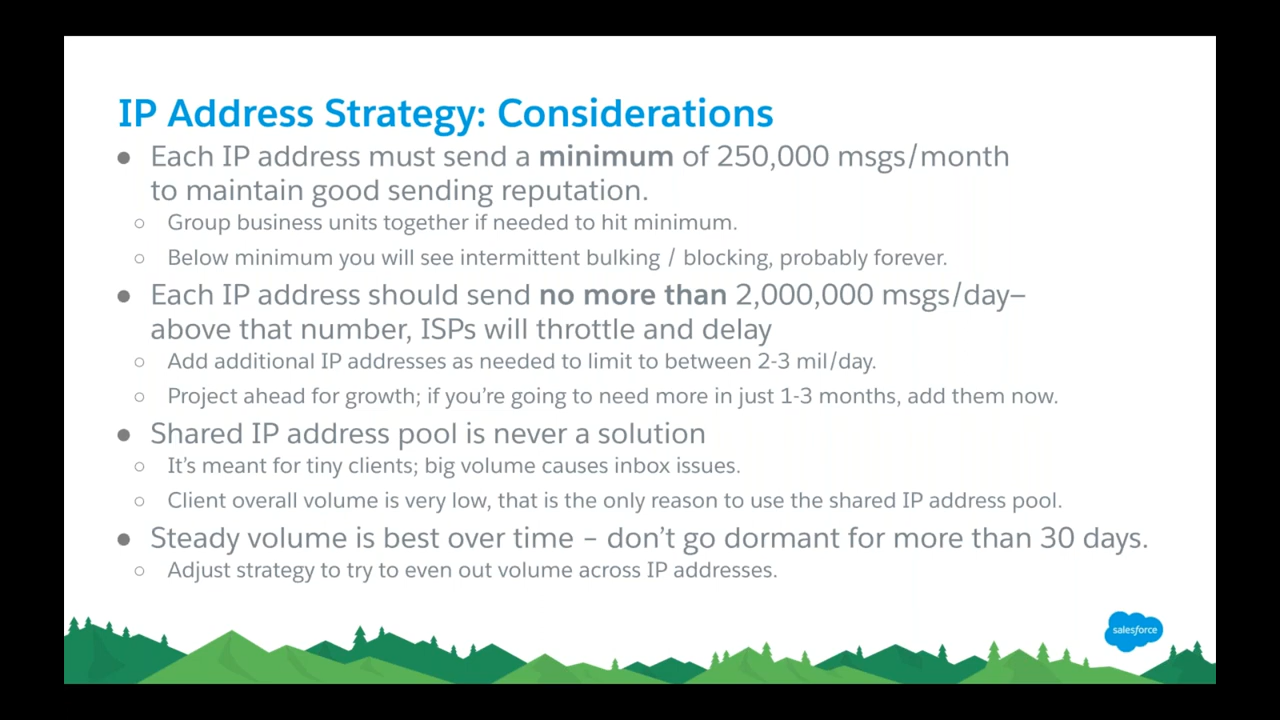 IP Address Strategy: Considerations
● Each IP address must send a minimum of 250,000 msgs/month
to maintain good sending reputation.
○ Group business units together if needed to hit minimum.
○ Below minimum you will see intermittent bulking / blocking, probably forever.
● Each IP address should send no more than 2,000,000 msgs/day–
above that number, ISPs will throttle and delay
○ Add additional IP addresses as needed to limit to between 2-3 mil/day.
○ Project ahead for growth; if you’re going to need more in just 1-3 months, add them now.
● Shared IP address pool is never a solution
○ It’s meant for tiny clients; big volume causes inbox issues.
○ Client overall volume is very low, that is the only reason to use the shared IP address pool.
● Steady volume is best over time – don’t go dormant for more than 30 days.
○ Adjust strategy to try to even out volume across IP addresses.
salesforce